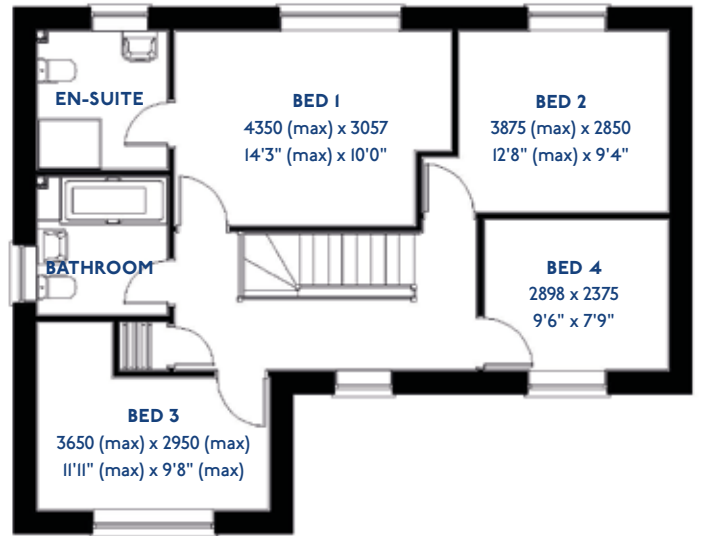 EN-SUITE
BED 1
4350 (max) x 3057
14'3" (max) x 10'0"
BED 2
3875 (max) x 2850
12'8" (max) x 9'4"
BATHROOM
BED 4
2898 x 2375
9'6" x 7'9"
BED 3
3650 (max) x 2950 (max)
11'11" (max) x 9'8" (max)